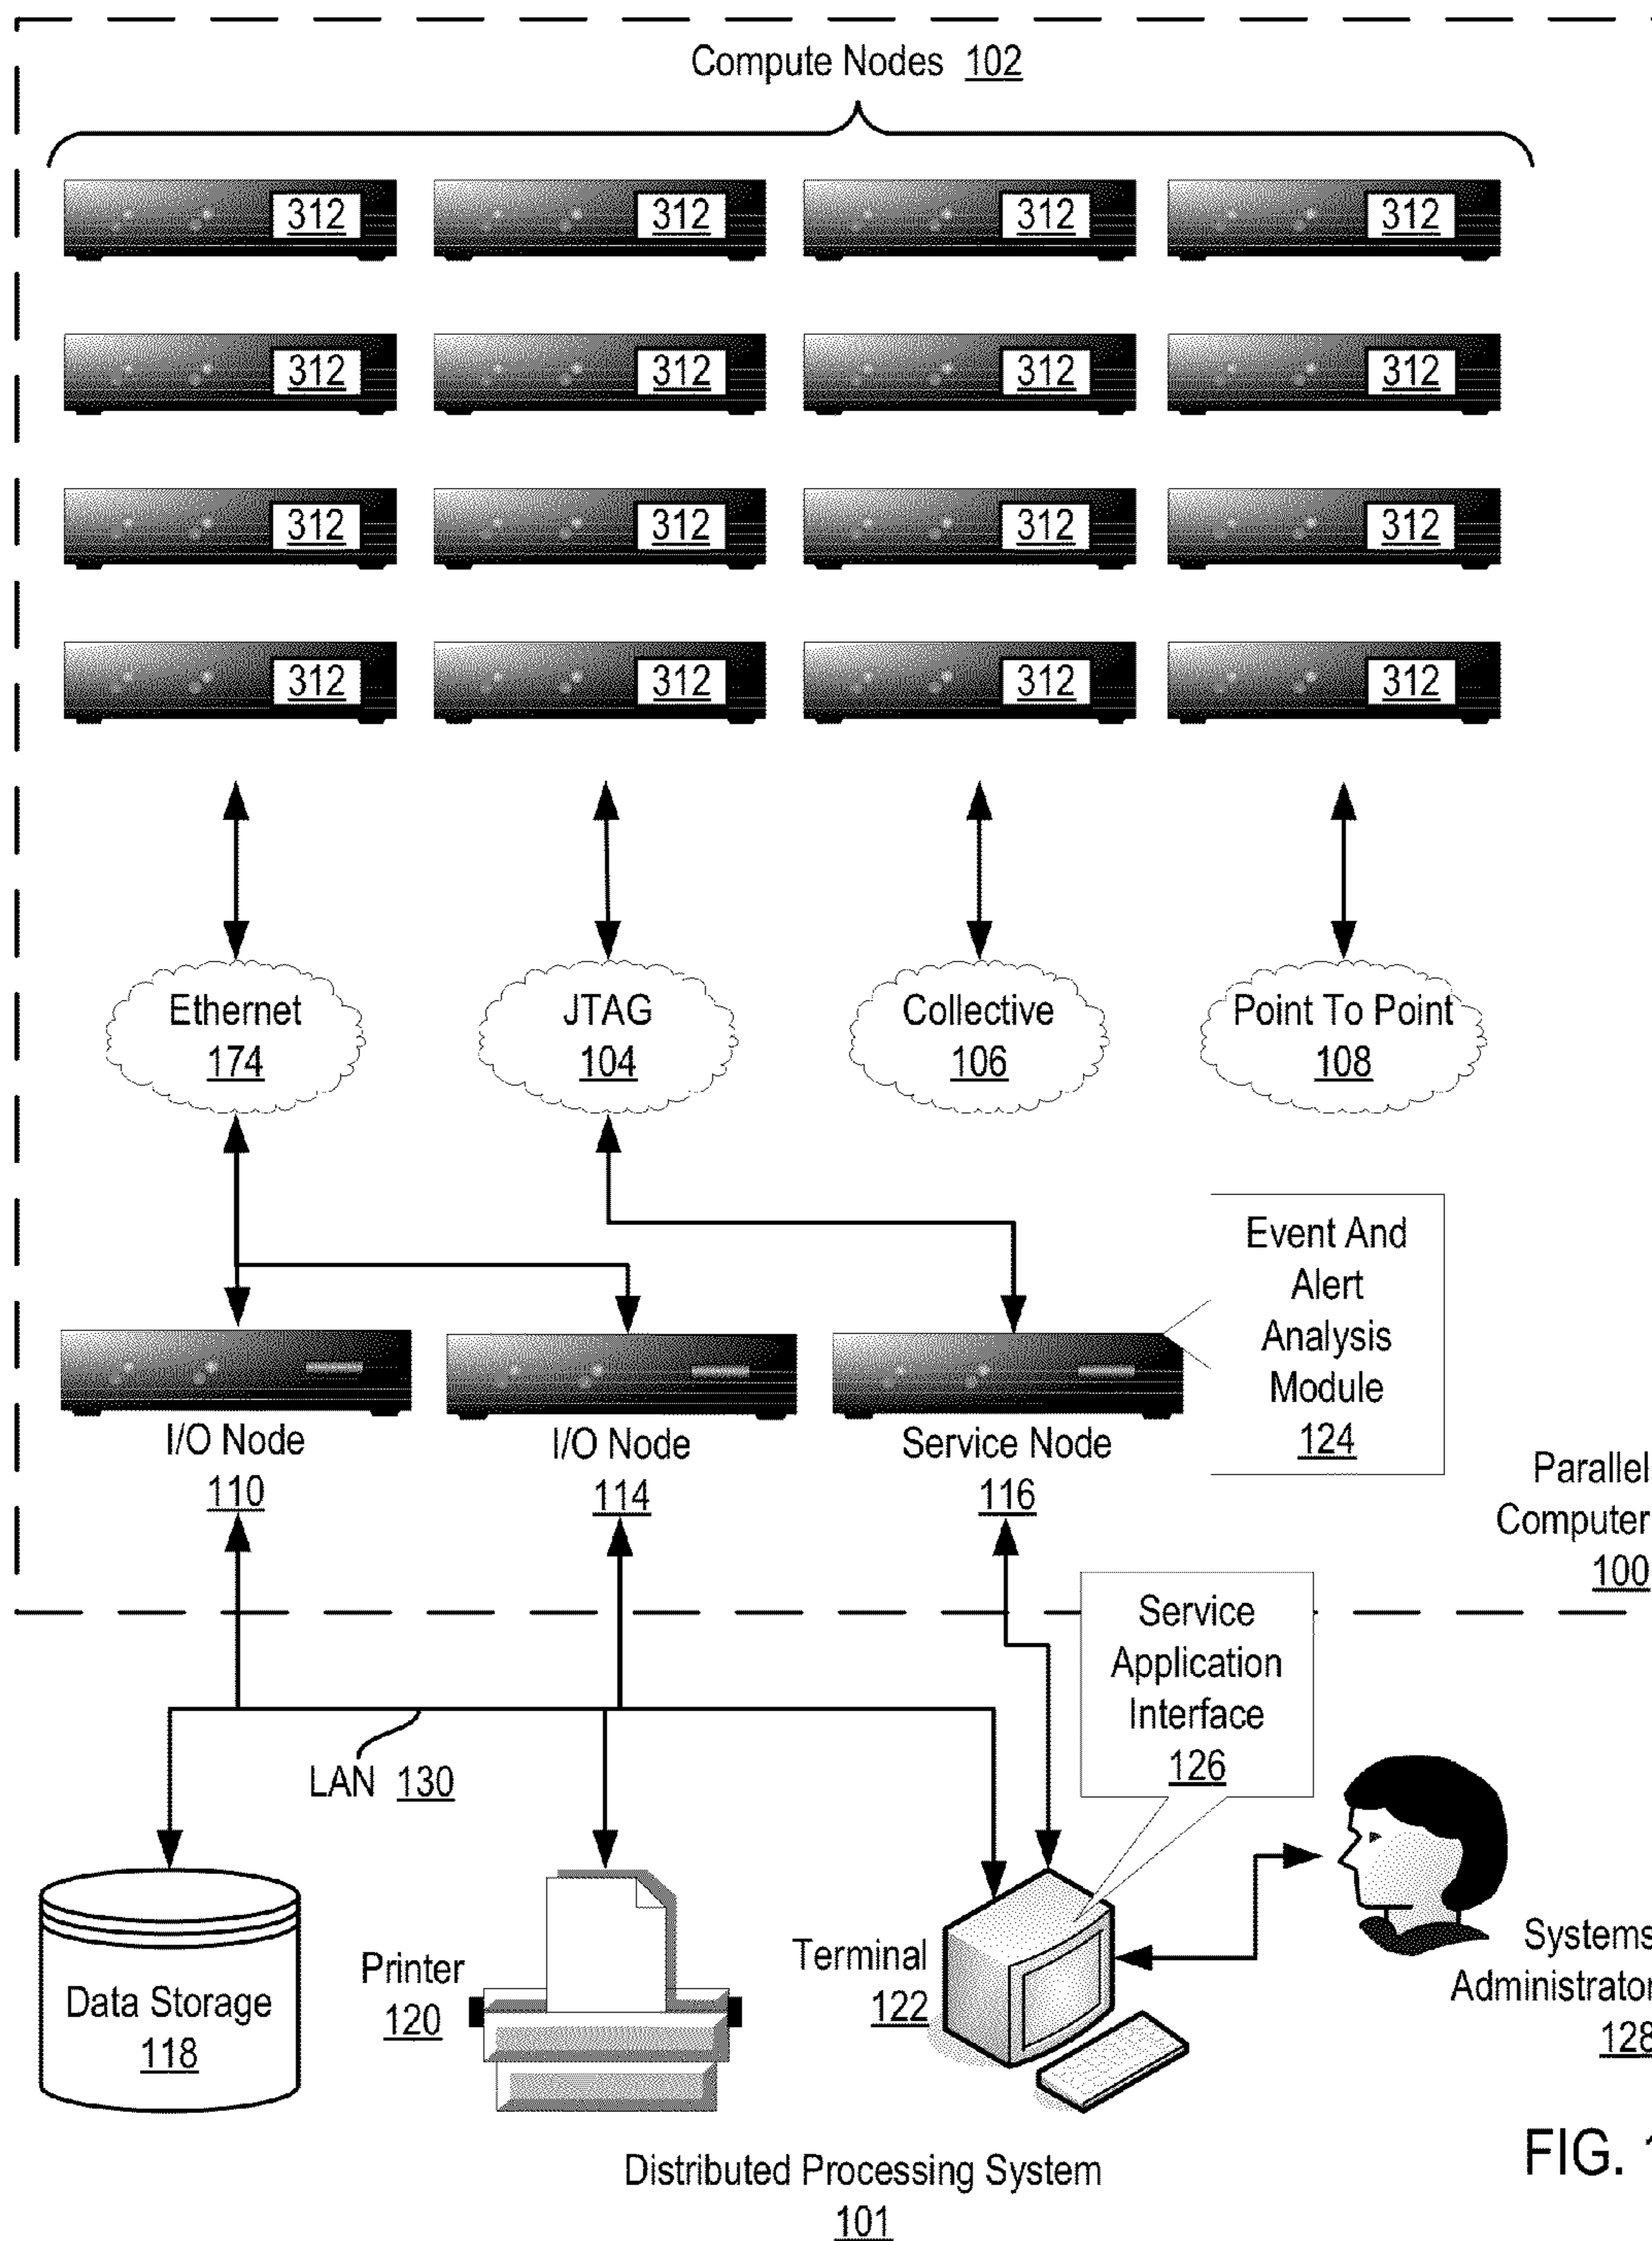 Compute Nodes 102
312 312 312 312
312 312 312 312
312 312 312 312
312 312 312 312
Ethernet
174
JTAG
104
Collective
106
Point To Point
108
Event And
Alert
Analysis
Module
124
I/O Node
110
I/O Node
114
Service Node
116
Parallel
Computer
100
Service
Application
Interface
126
LAN 130
Data Storage
118
Printer
120
Terminal
122
Systems
Administrator
128
Distributed Processing System
101
FIG. 1